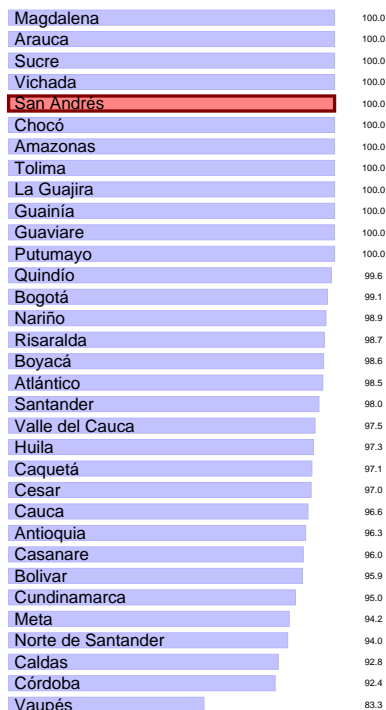 Magdalena 100.0
Arauca 100.0
Sucre 100.0
Vichada 100.0
San Andrés 100.0
Chocó 100.0
Amazonas 100.0
Tolima 100.0
La Guajira 100.0
Guainía 100.0
Guaviare 100.0
Putumayo 100.0
Quindío 99.6
Bogotá 99.1
Nariño 98.9
Risaralda 98.7
Boyacá 98.6
Atlántico 98.5
Santander 98.0
Valle del Cauca 97.5
Huila 97.3
Caquetá 97.1
Cesar 97.0
Cauca 96.6
Antioquia 96.3
Casanare 96.0
Bolivar 95.9
Cundinamarca 95.0
Meta 94.2
Norte de Santander 94.0
Caldas 92.8
Córdoba 92.4
Vaupés 83.3